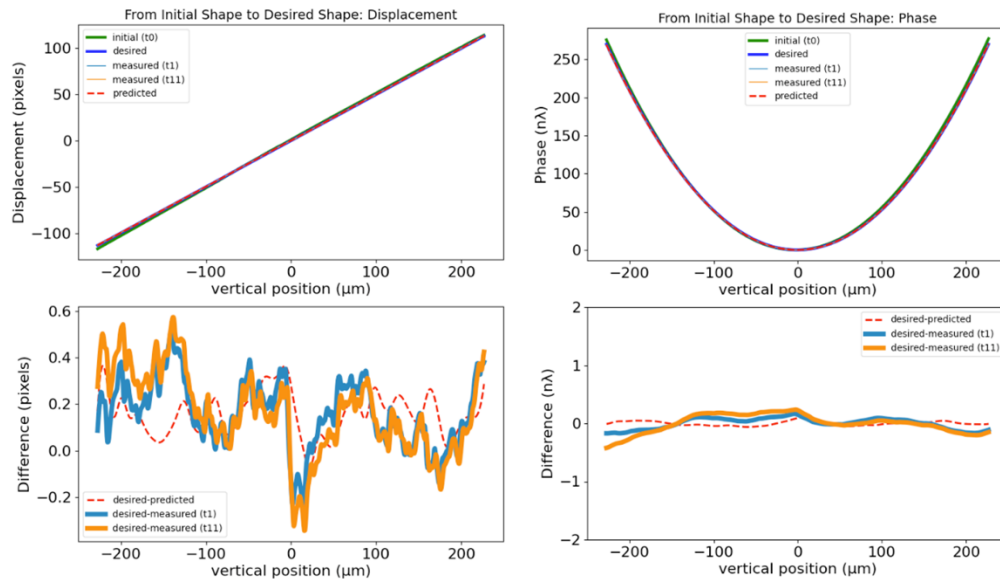 From Initial Shape to Desired Shape: Displacement
Displacement (pixels)
100
50
0
−50
−100
initial (t0)
desired
measured (t1)
measured (t11)
predicted
−200
−100
0
100
200
vertical position (μm)
From Initial Shape to Desired Shape: Phase
Phase (nλ)
250
200
150
100
50
0
initial (t0)
desired
measured (t1)
measured (t11)
predicted
−200
−100
0
100
200
vertical position (μm)
Difference (pixels)
0.6
0.4
0.2
0.0
−0.2
desired-predicted
desired-measured (t1)
desired-measured (t11)
−200
−100
0
100
200
vertical position (μm)
Difference (nλ)
2
1
0
−1
−2
desired-predicted
desired-measured (t1)
desired-measured (t11)
−200
−100
0
100
200
vertical position (μm)